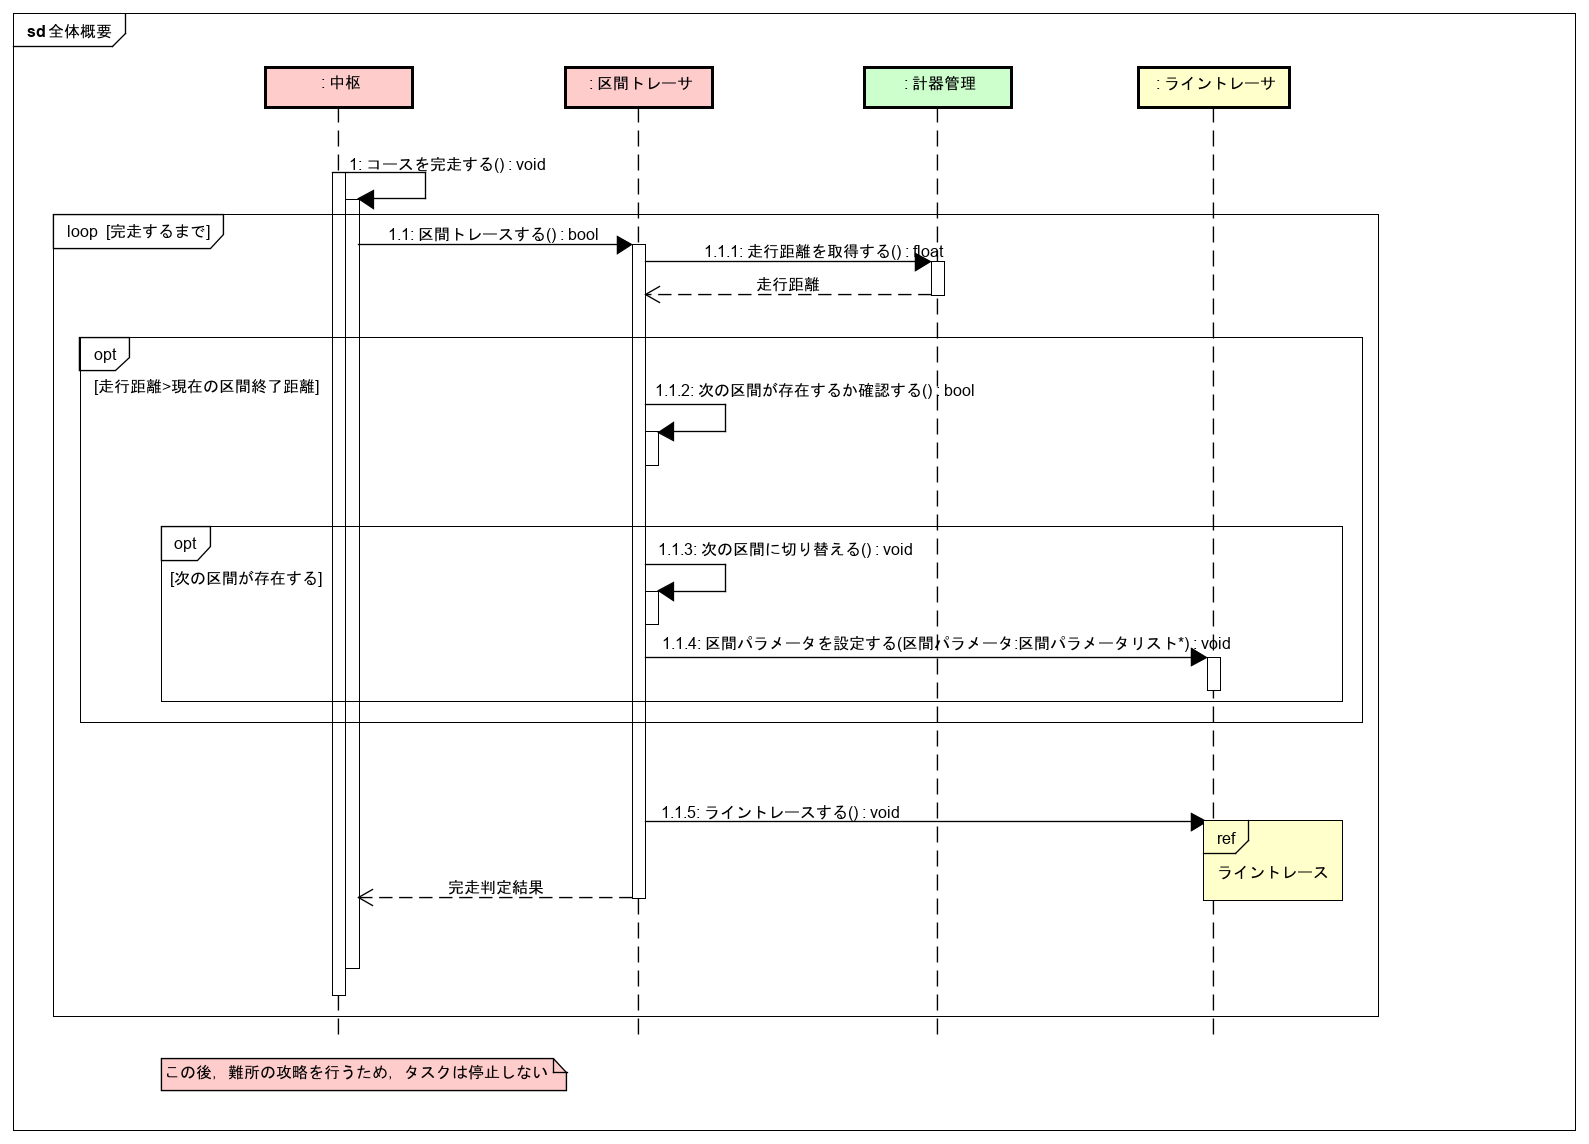 sd 全体概要
: 中枢
: 区間トレーサ
: 計器管理
: ライントレーサ
1: コースを完走する() : void
loop [完走するまで]
1.1: 区間トレースする() : bool
1.1.1: 走行距離を取得する() : float
走行距離
opt
[走行距離>現在の区間終了距離]
1.1.2: 次の区間が存在するか確認する() : bool
opt
1.1.3: 次の区間に切り替える() : void
[次の区間が存在する]
1.1.4: 区間パラメータを設定する(区間パラメータ:区間パラメータリスト*) : void
1.1.5: ライントレースする() : void
ref
ライントレース
完走判定結果
この後，難所の攻略を行うため，タスクは停止しない